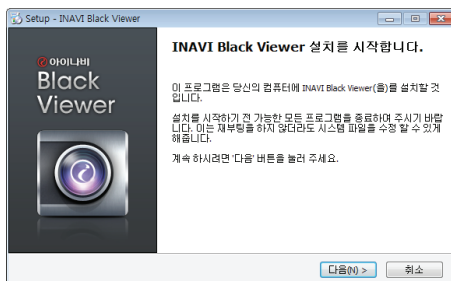 Setup - INAVI Black Viewer
아이나비
Black
Viewer
INAVI Black Viewer 설치를 시작합니다.
이 프로그램은 당신의 컴퓨터에 INAVI Black Viewer(을)를 설치할 것
입니다.
설치를 시작하기 전 가능한 모든 프로그램을 종료하여 주시기 바랍
니다. 이는 재부팅을 하지 않더라도 시스템 파일을 수정 할 수 있게
해줍니다.
계속 하시려면 '다음' 버튼을 눌러 주세요.
다음(N) >
취소